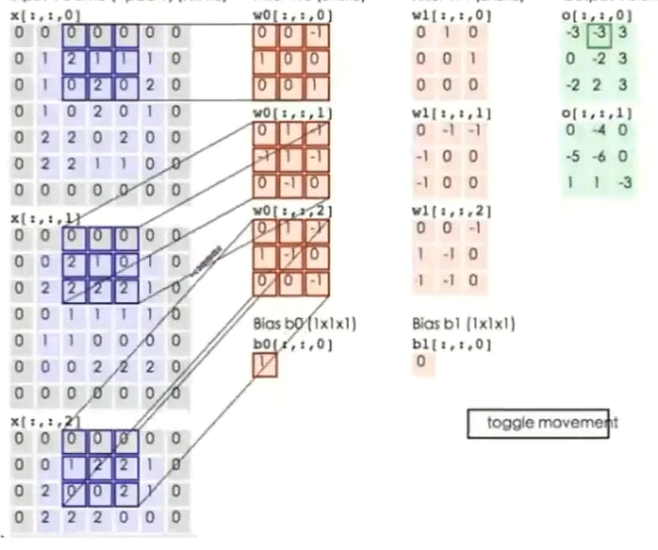 x[:,:,0]
0 0 0 0 0 0 0
0 1 2 1 1 1 0
0 1 0 2 0 2 0
0 1 0 2 0 1 0
0 2 2 0 2 0 0
0 2 2 1 1 0 0
0 0 0 0 0 0 0
x[:,:,1]
0 0 0 0 0 0 0
0 0 2 1 0 1 0
0 2 2 2 2 1 0
0 0 1 1 1 1 0
0 1 1 0 0 0 0
0 0 0 2 2 2 0
0 0 0 0 0 0 0
x[:,:,2]
0 0 0 0 0 0 0
0 0 1 2 2 1 0
0 2 0 0 2 1 0
0 2 2 2 0 0 0
w0[:,:,0]
0 0 -1
1 0 0
0 0 1
w0[:,:,1]
0 1 -1
-1 1 -1
0 -1 0
w0[:,:,2]
0 1 -1
1 -1 0
0 0 -1
Bias b0 (1x1x1)
b0[:,:,0]
1
w1[:,:,0]
0 1 0
0 0 1
0 0 0
w1[:,:,1]
0 -1 -1
-1 0 0
-1 0 0
w1[:,:,2]
0 0 -1
1 -1 0
-1 -1 0
Bias b1 (1x1x1)
b1[:,:,0]
0
o[:,:,0]
-3 -3 3
0 -2 3
-2 2 3
o[:,:,1]
0 -4 0
-5 -6 0
1 1 -3
toggle movement